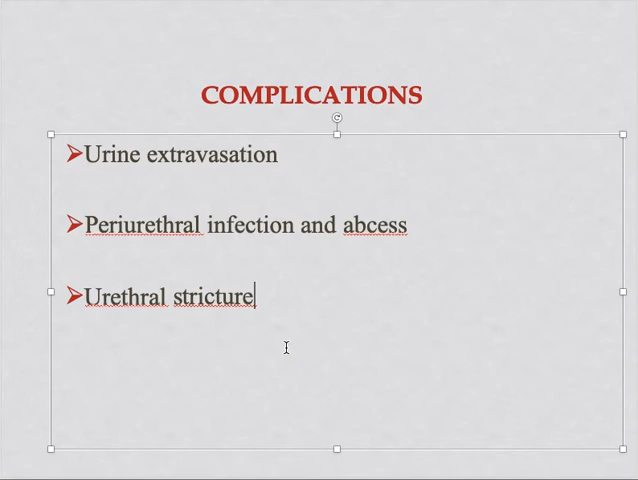 COMPLICATIONS
Urine extravasation
Periurethral infection and abcess
Urethral stricture